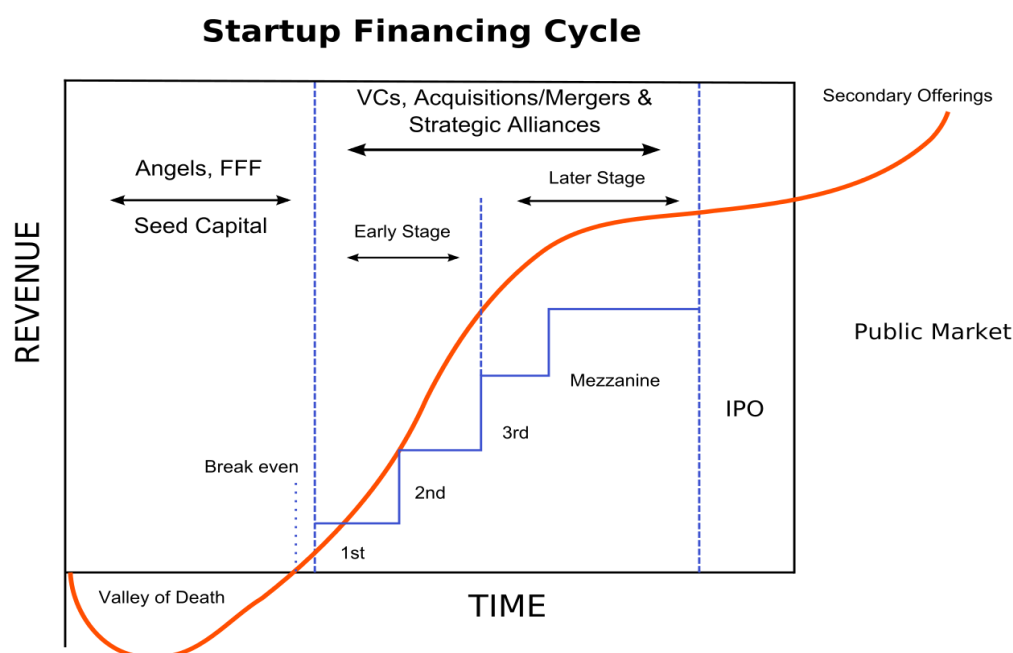 Startup Financing Cycle
VCs, Acquisitions/Mergers &
Strategic Alliances
Secondary Offerings
Angels, FFF
Later Stage
Seed Capital
Early Stage
REVENUE
Public Market
Mezzanine
IPO
3rd
Break even
2nd
1st
Valley of Death
TIME